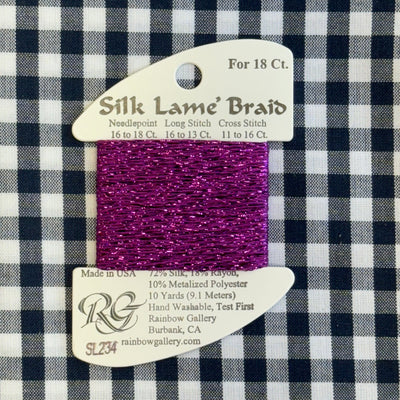 For 18 Ct.
Silk Lamé Braid
Needlepoint Long Stitch Cross Stitch
16 to 18 Ct. 16 to 13 Ct. 11 to 16 Ct.
Made in USA 72% Silk, 18% Rayon,
10% Metalized Polyester
10 Yards (9.1 Meters)
Hand Washable, Test First
Rainbow Gallery
Burbank, CA
rainbowgallery.com
RG
SL234